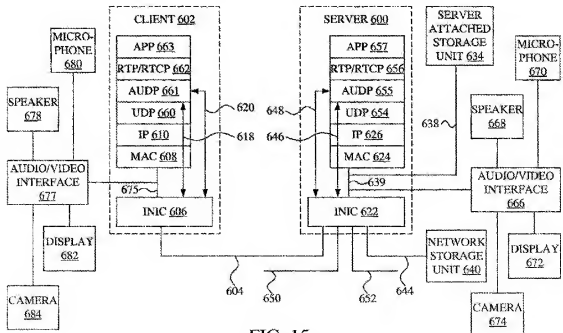 CLIENT 602
SERVER 600
MICRO-
PHONE
680
APP 663
RTP/RTCP 662
AUDP 661
UDP 660
IP 610
MAC 608
INIC 606
620
618
675
SPEAKER
678
AUDIO/VIDEO
INTERFACE
677
DISPLAY
682
CAMERA
684
604
APP 657
RTP/RTCP 656
AUDP 655
UDP 654
IP 626
MAC 624
INIC 622
648
646
639
638
650
652
644
SERVER
ATTACHED
STORAGE
UNIT 634
MICRO-
PHONE
670
SPEAKER
668
AUDIO/VIDEO
INTERFACE
666
NETWORK
STORAGE
UNIT 640
DISPLAY
672
CAMERA
674
FIG. 15